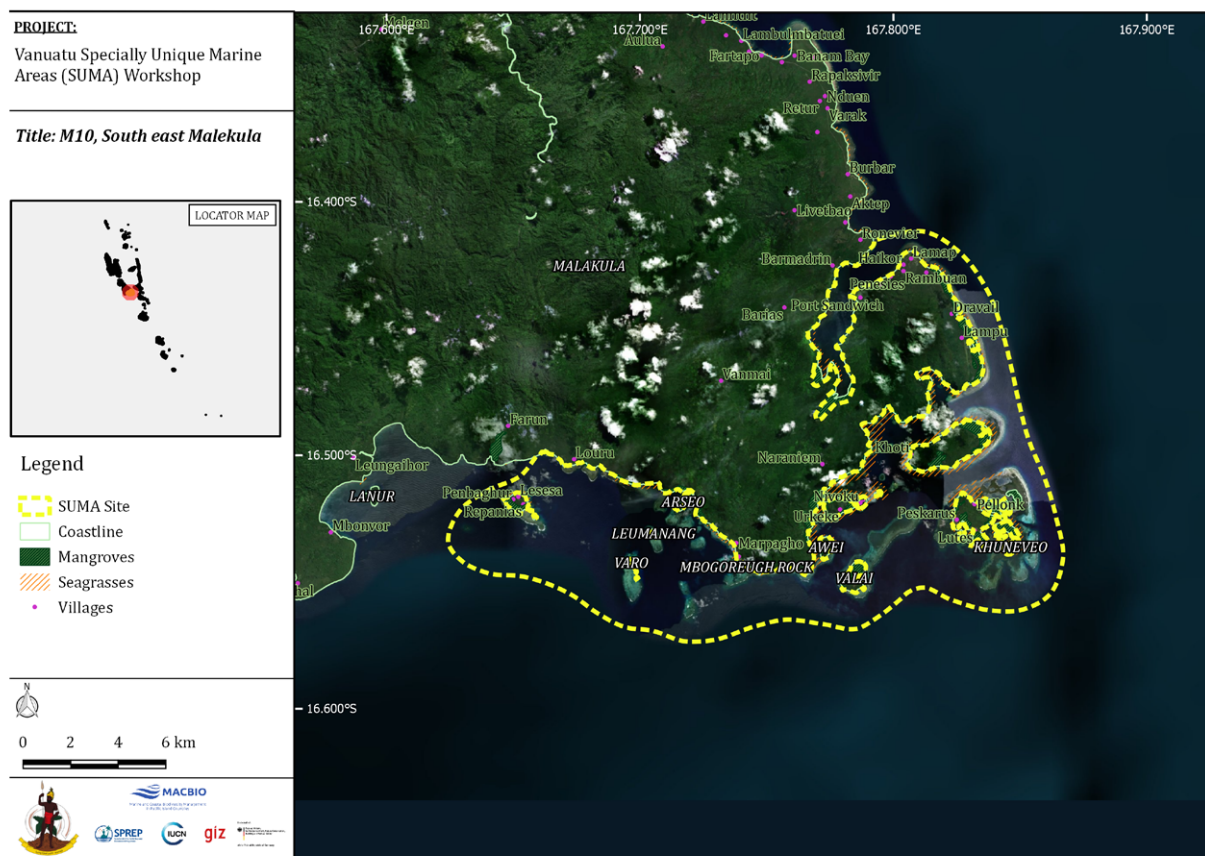 PROJECT:
Vanuatu Specially Unique Marine
Areas (SUMA) Workshop
Title: M10, South east Malekula
LOCATOR MAP
Legend
SUMA Site
Coastline
Mangroves
Seagrasses
Villages
N
0 2 4 6 km
MACBIO
SPREP
IUCN
giz
167.600°E
167.700°E
167.800°E
167.900°E
16.400°S
16.500°S
16.600°S
Aulua
Lambulmbatuei
Fartapo
Banam Bay
Rapaksivir
Nduen
Retur
Varak
Burbar
Aktep
Livetbao
Ronevier
MALAKULA
Barmadrin
Haikor
Lamap
Rambuan
Penesies
Port Sandwich
Barias
Dravail
Lampu
Vanmai
Farun
Khoti
Louru
Leungaihor
Naraniem
LANUR
Penbaghur
Lesesa
Repanias
ARSEO
Nivoku
Urkeke
Peskarus
Pellonk
Mbonvor
LEUMANANG
Lutes
Marpagho
AWEI
KHUNEVEO
VARO
MBOGOREUGH ROCK
VALAI